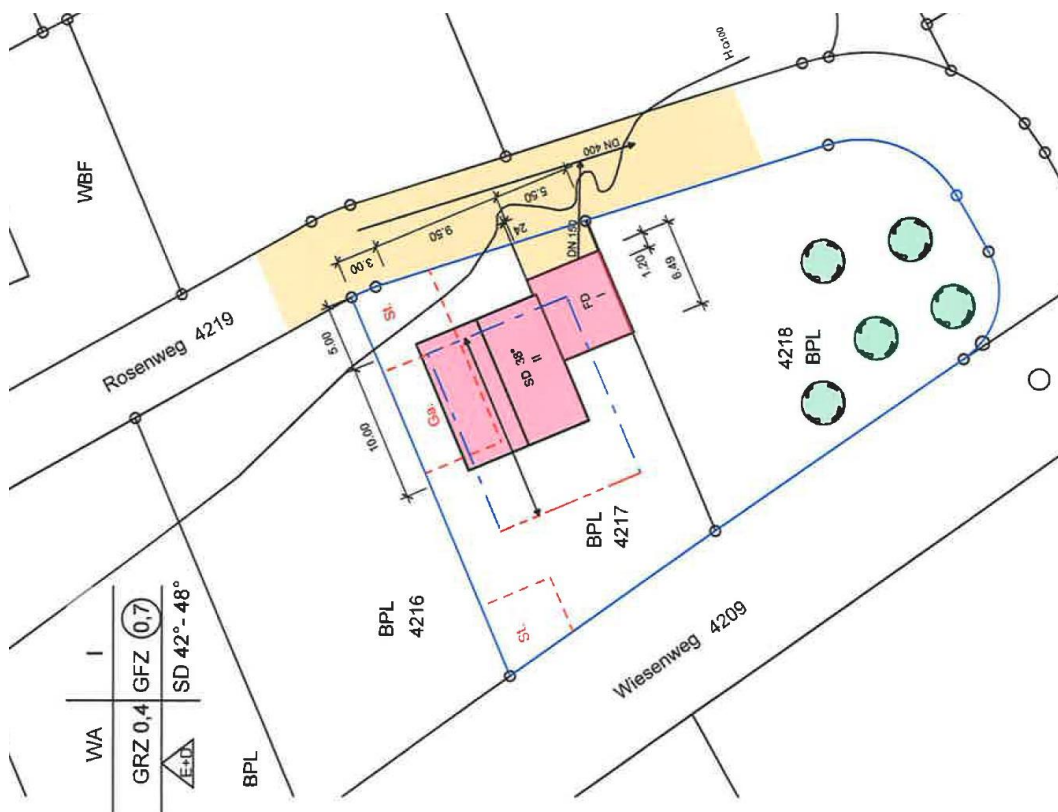 WBF
Rosenweg 4219
HQ100
DN 400
5.50
9.50
3.00
24
DN 150
St.
5.00
10.00
Ga.
SD 38°
II
FD
I
1.20
6.49
4218
BPL
BPL
4217
BPL
4216
St.
Wiesenweg 4209
WA
I
GRZ 0,4
GFZ
0,7
E+D
SD 42°- 48°
BPL